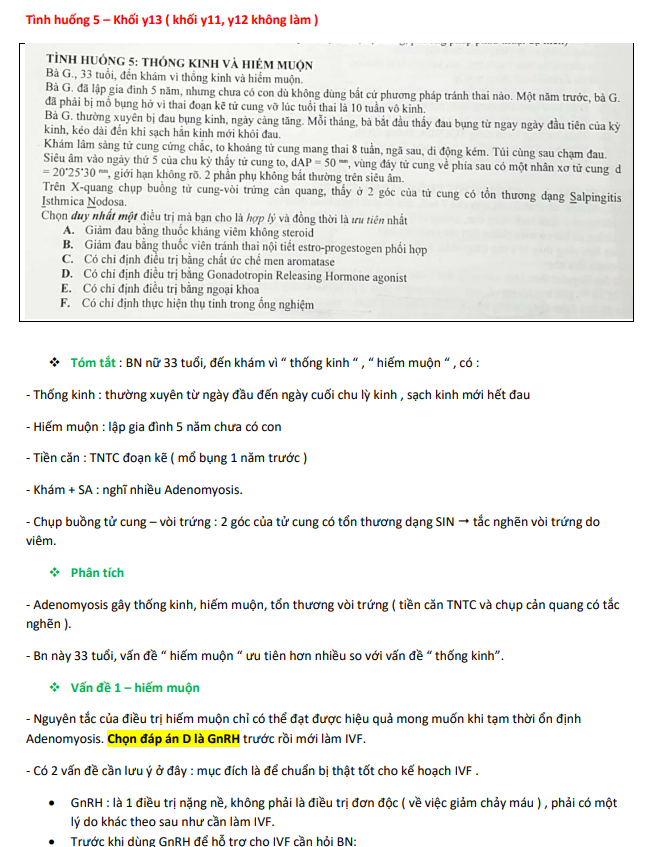 Tình huống 5 – Khối y13 ( khối y11, y12 không làm )
TÌNH HUỐNG 5: THỐNG KINH VÀ HIẾM MUỘN
Bà G., 33 tuổi, đến khám vì thống kinh và hiếm muộn.
Bà G. đã lập gia đình 5 năm, nhưng chưa có con dù không dùng bất cứ phương pháp tránh thai nào. Một năm trước, bà G.
đã phải bị mổ bụng hở vì thai đoạn kẽ tử cung vỡ lúc tuổi thai là 10 tuần vô kinh.
Bà G. thường xuyên bị đau bụng kinh, ngày càng tăng. Mỗi tháng, bà bắt đầu thấy đau bụng từ ngay ngày đầu tiên của kỳ
kinh, kéo dài đến khi sạch hẳn kinh mới khỏi đau.
Khám lâm sàng tử cung cứng chắc, to khoảng tử cung mang thai 8 tuần, ngã sau, di động kém. Túi cùng sau chạm đau.
Siêu âm vào ngày thứ 5 của chu kỳ thấy tử cung to, dAP = 50 mm, vùng đáy tử cung về phía sau có một nhân xơ tử cung d
= 20*25*30 mm, giới hạn không rõ. 2 phần phụ không bất thường trên siêu âm.
Trên X-quang chụp buồng tử cung-vòi trứng cản quang, thấy ở 2 góc của tử cung có tổn thương dạng Salpingitis
Isthmica Nodosa.
Chọn duy nhất một điều trị mà bạn cho là hợp lý và đồng thời là ưu tiên nhất
A. Giảm đau bằng thuốc kháng viêm không steroid
B. Giảm đau bằng thuốc viên tránh thai nội tiết estro-progestogen phối hợp
C. Có chỉ định điều trị bằng chất ức chế men aromatase
D. Có chỉ định điều trị bằng Gonadotropin Releasing Hormone agonist
E. Có chỉ định điều trị bằng ngoại khoa
F. Có chỉ định thực hiện thụ tinh trong ống nghiệm
❖ Tóm tắt : BN nữ 33 tuổi, đến khám vì “ thống kinh “ , “ hiếm muộn “ , có :
- Thống kinh : thường xuyên từ ngày đầu đến ngày cuối chu lỳ kinh , sạch kinh mới hết đau
- Hiếm muộn : lập gia đình 5 năm chưa có con
- Tiền căn : TNTC đoạn kẽ ( mổ bụng 1 năm trước )
- Khám + SA : nghĩ nhiều Adenomyosis.
- Chụp buồng tử cung – vòi trứng : 2 góc của tử cung có tổn thương dạng SIN → tắc nghẽn vòi trứng do
viêm.
❖ Phân tích
- Adenomyosis gây thống kinh, hiếm muộn, tổn thương vòi trứng ( tiền căn TNTC và chụp cản quang có tắc
nghẽn ).
- Bn này 33 tuổi, vấn đề “ hiếm muộn “ ưu tiên hơn nhiều so với vấn đề “ thống kinh”.
❖ Vấn đề 1 – hiếm muộn
- Nguyên tắc của điều trị hiếm muộn chỉ có thể đạt được hiệu quả mong muốn khi tạm thời ổn định
Adenomyosis. Chọn đáp án D là GnRH trước rồi mới làm IVF.
- Có 2 vấn đề cần lưu ý ở đây : mục đích là để chuẩn bị thật tốt cho kế hoạch IVF .
• GnRH : là 1 điều trị nặng nề, không phải là điều trị đơn độc ( về việc giảm chảy máu ) , phải có một
lý do khác theo sau như cần làm IVF.
• Trước khi dùng GnRH để hỗ trợ cho IVF cần hỏi BN: